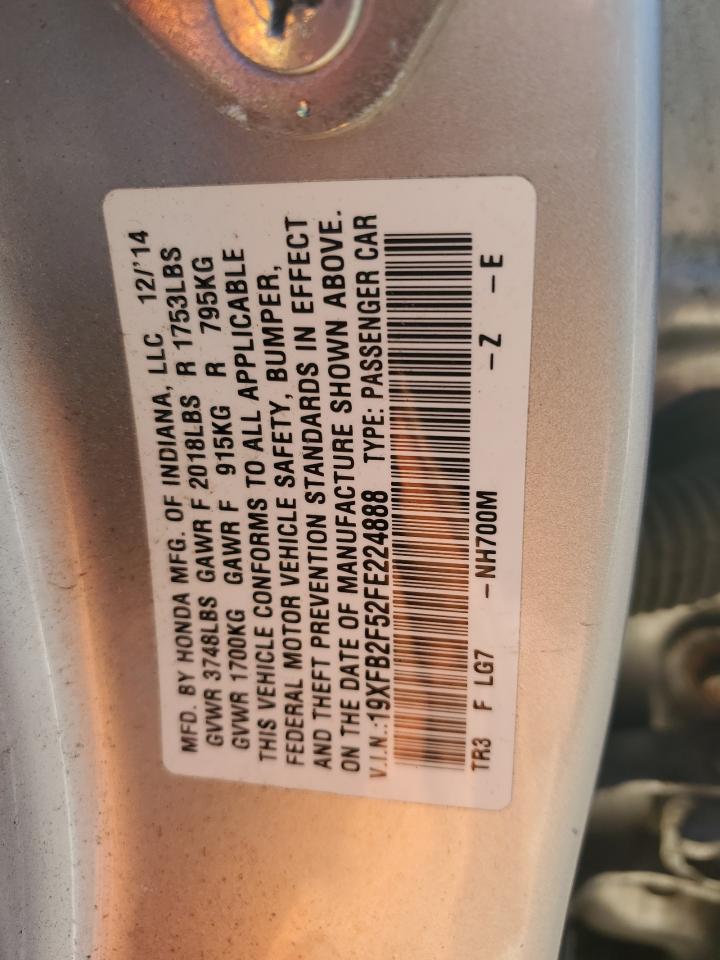 MFD. BY HONDA MFG. OF INDIANA, LLC 12/'14
GVWR 3748LBS GAWR F 2018LBS R 1753LBS
GVWR 1700KG GAWR F 915KG R 795KG
THIS VEHICLE CONFORMS TO ALL APPLICABLE
FEDERAL MOTOR VEHICLE SAFETY, BUMPER,
AND THEFT PREVENTION STANDARDS IN EFFECT
ON THE DATE OF MANUFACTURE SHOWN ABOVE.
V.I.N.:19XFB2F52FE224888 TYPE: PASSENGER CAR
TR3 F LG7 -NH700M -Z -E